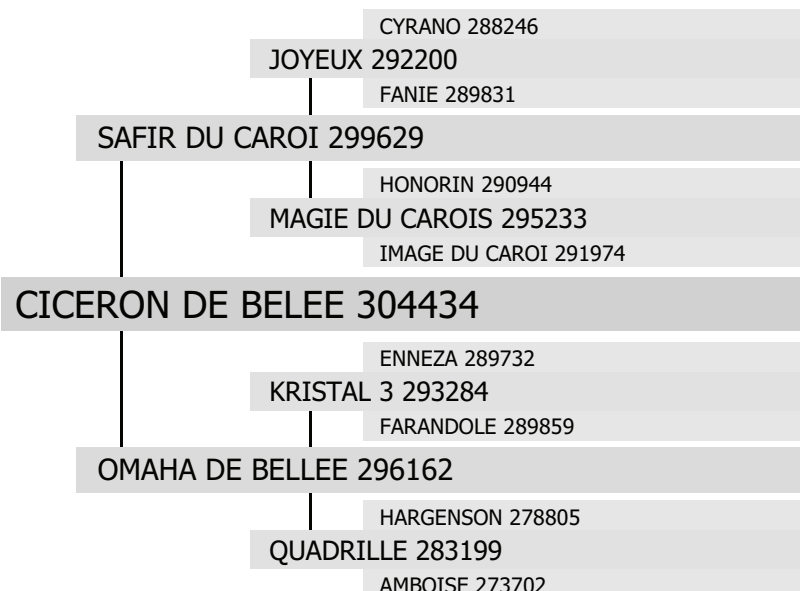 CYRANO 288246
JOYEUX 292200
FANIE 289831
SAFIR DU CAROI 299629
HONORIN 290944
MAGIE DU CAROIS 295233
IMAGE DU CAROI 291974
CICERON DE BELEE 304434
ENNEZA 289732
KRISTAL 3 293284
FARANDOLE 289859
OMAHA DE BELLEE 296162
HARGENSON 278805
QUADRILLE 283199
AMBOISE 273702